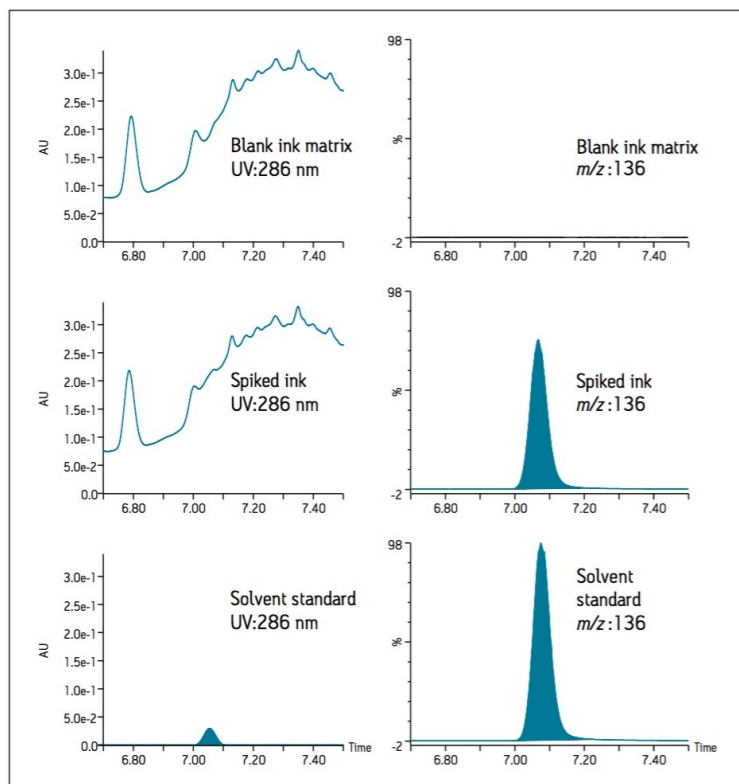 3.0e-1
2.5e-1
2.0e-1
1.5e-1
1.0e-1
5.0e-2
0.0
AU
Blank ink matrix
UV:286 nm
6.80 7.00 7.20 7.40
98
%
-2
Blank ink matrix
m/z:136
6.80 7.00 7.20 7.40
3.0e-1
2.5e-1
2.0e-1
1.5e-1
1.0e-1
5.0e-2
0.0
AU
Spiked ink
UV:286 nm
6.80 7.00 7.20 7.40
98
%
-2
Spiked ink
m/z:136
6.80 7.00 7.20 7.40
3.0e-1
2.5e-1
2.0e-1
1.5e-1
1.0e-1
5.0e-2
0.0
AU
Solvent standard
UV:286 nm
Time
6.80 7.00 7.20 7.40
98
%
-2
Solvent
standard
m/z:136
Time
6.80 7.00 7.20 7.40